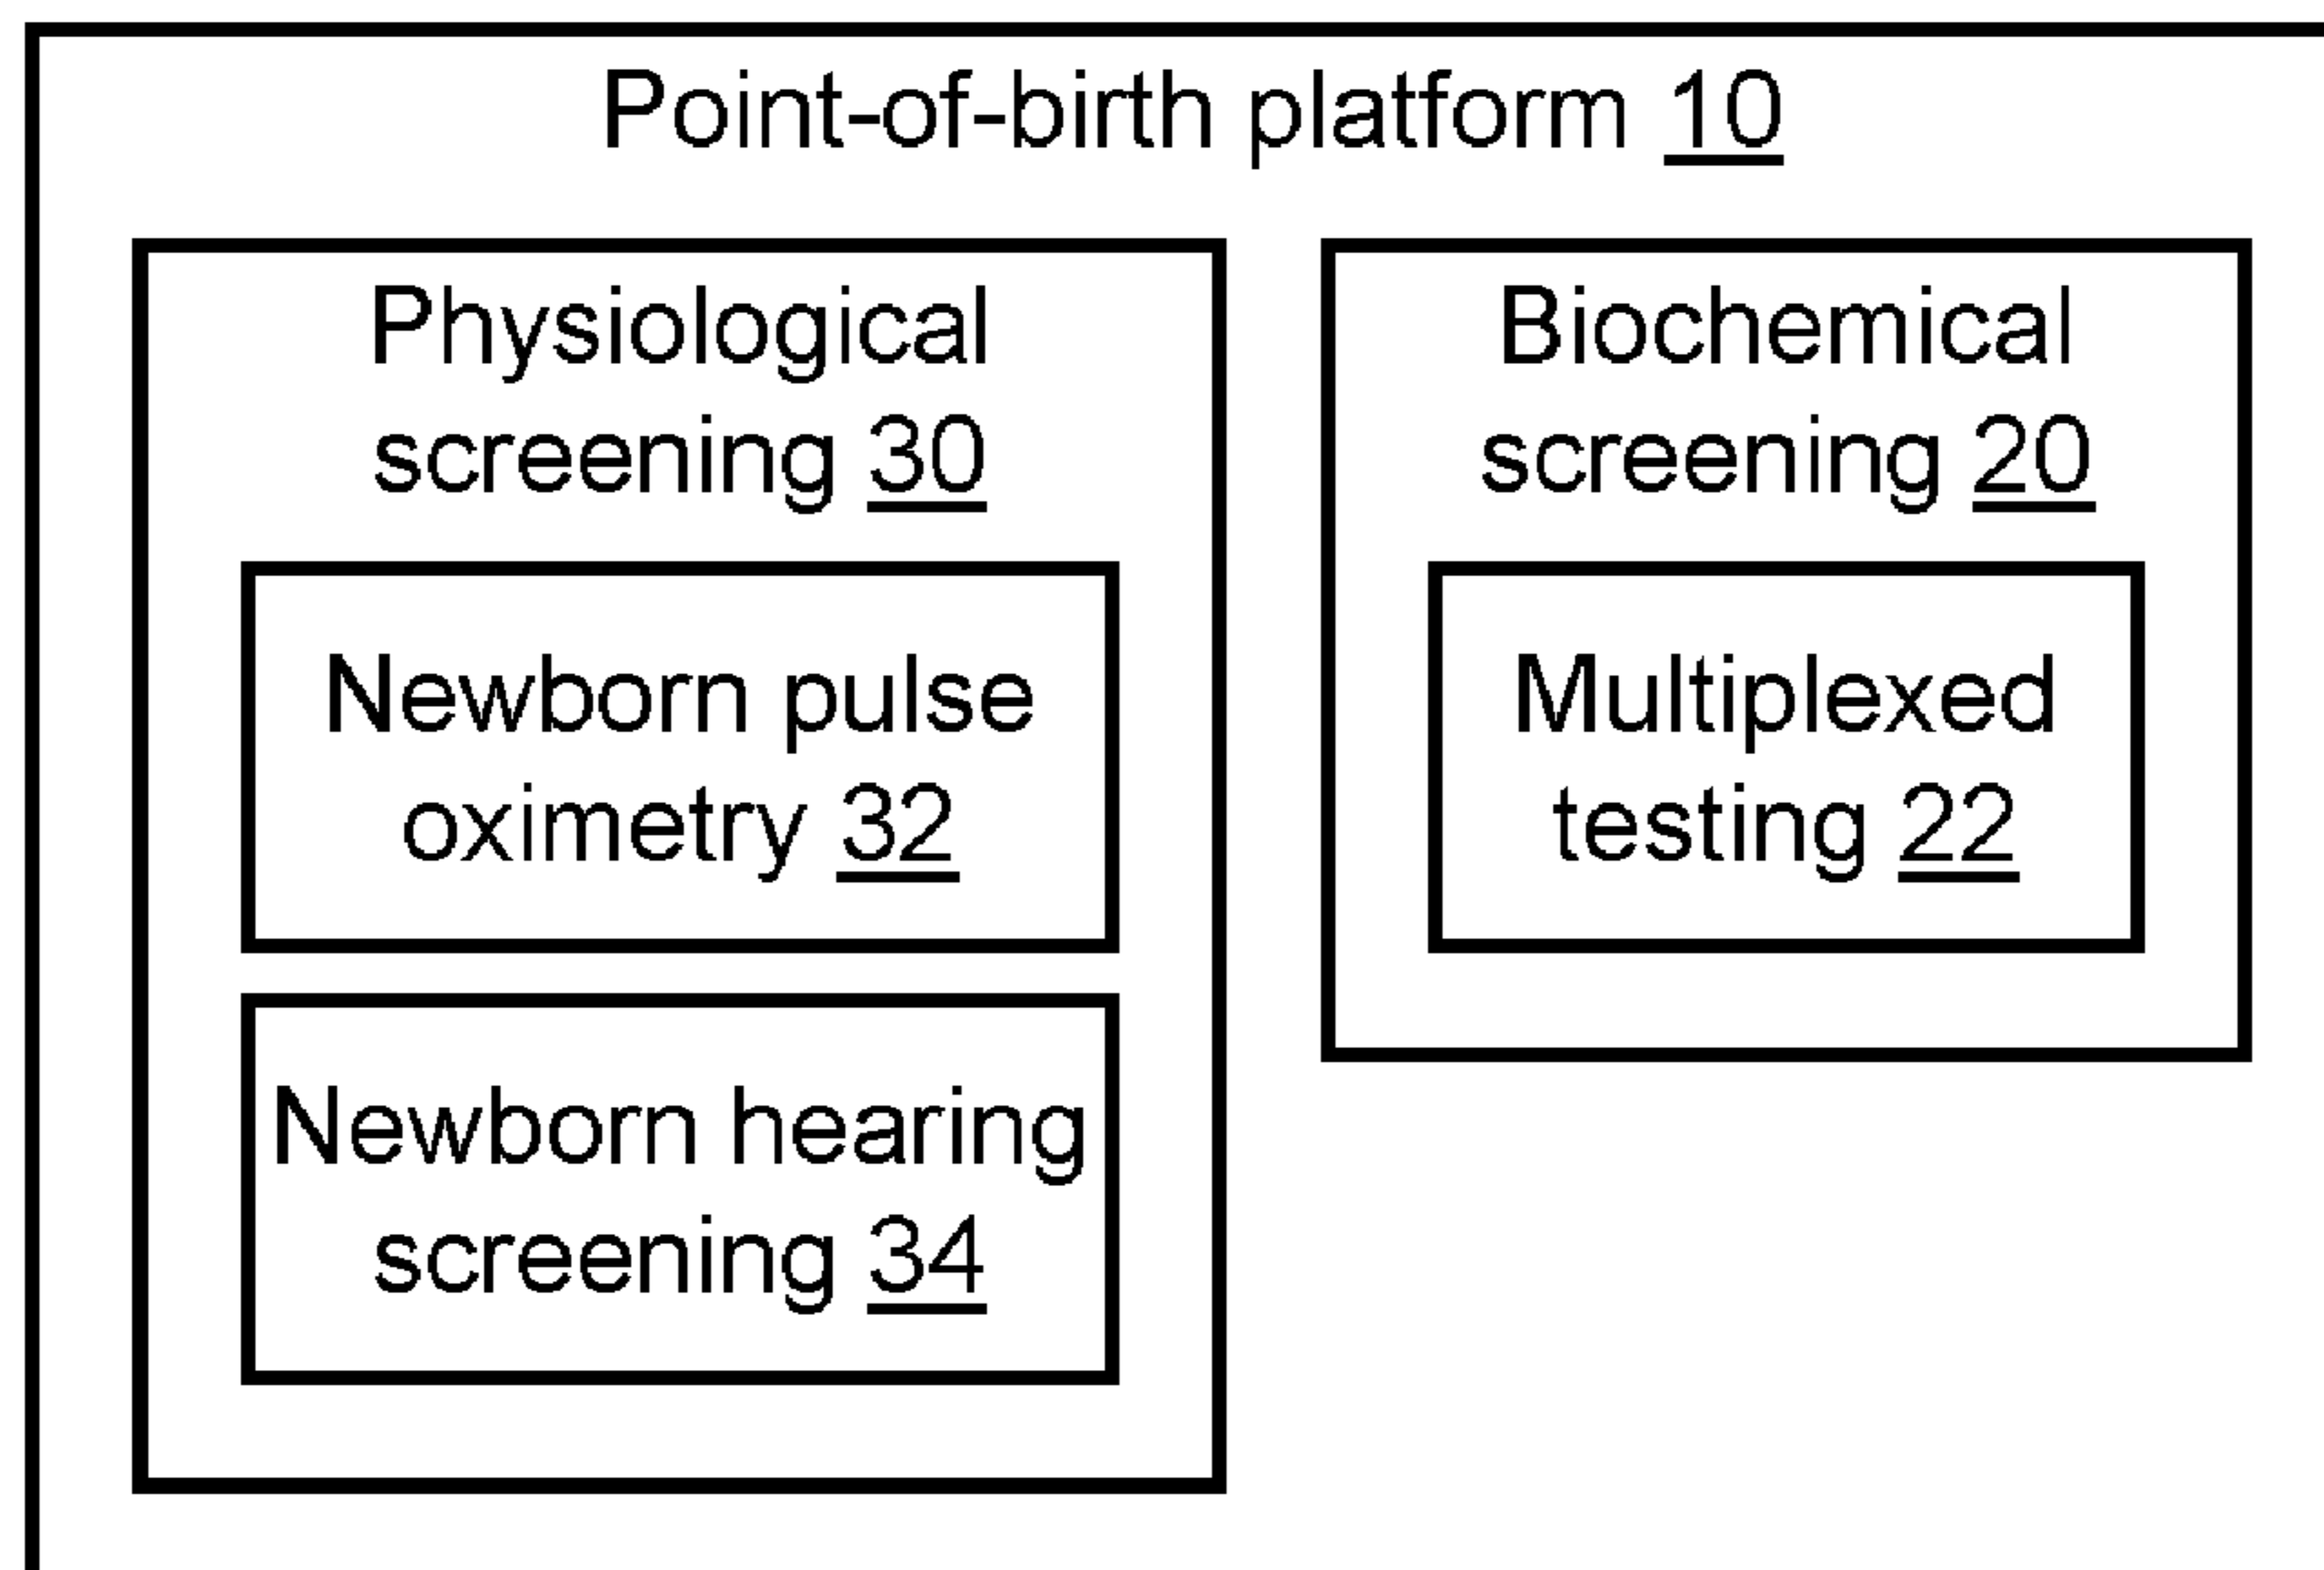 Point-of-birth platform 10
Physiological
screening 30
Newborn pulse
oximetry 32
Newborn hearing
screening 34
Biochemical
screening 20
Multiplexed
testing 22